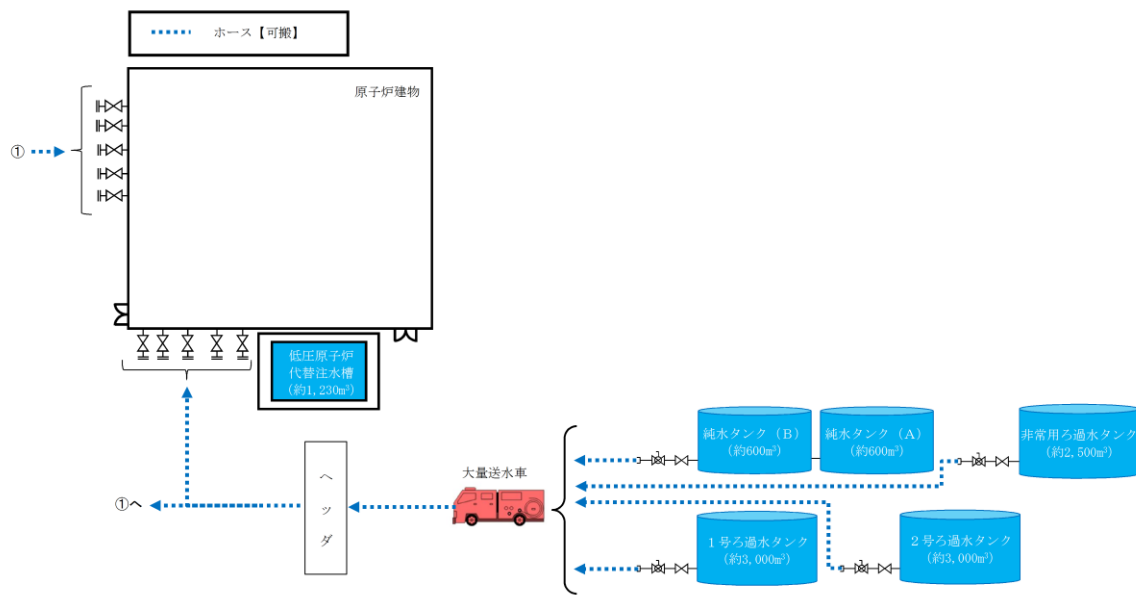 ホース【可搬】
原子炉建物
①
低圧原子炉
代替注水槽
(約1,230m³)
純水タンク（B）
(約600m³)
純水タンク（A）
(約600m³)
非常用ろ過水タンク
(約2,500m³)
大量送水車
ヘッダ
①へ
1号ろ過水タンク
(約3,000m³)
2号ろ過水タンク
(約3,000m³)